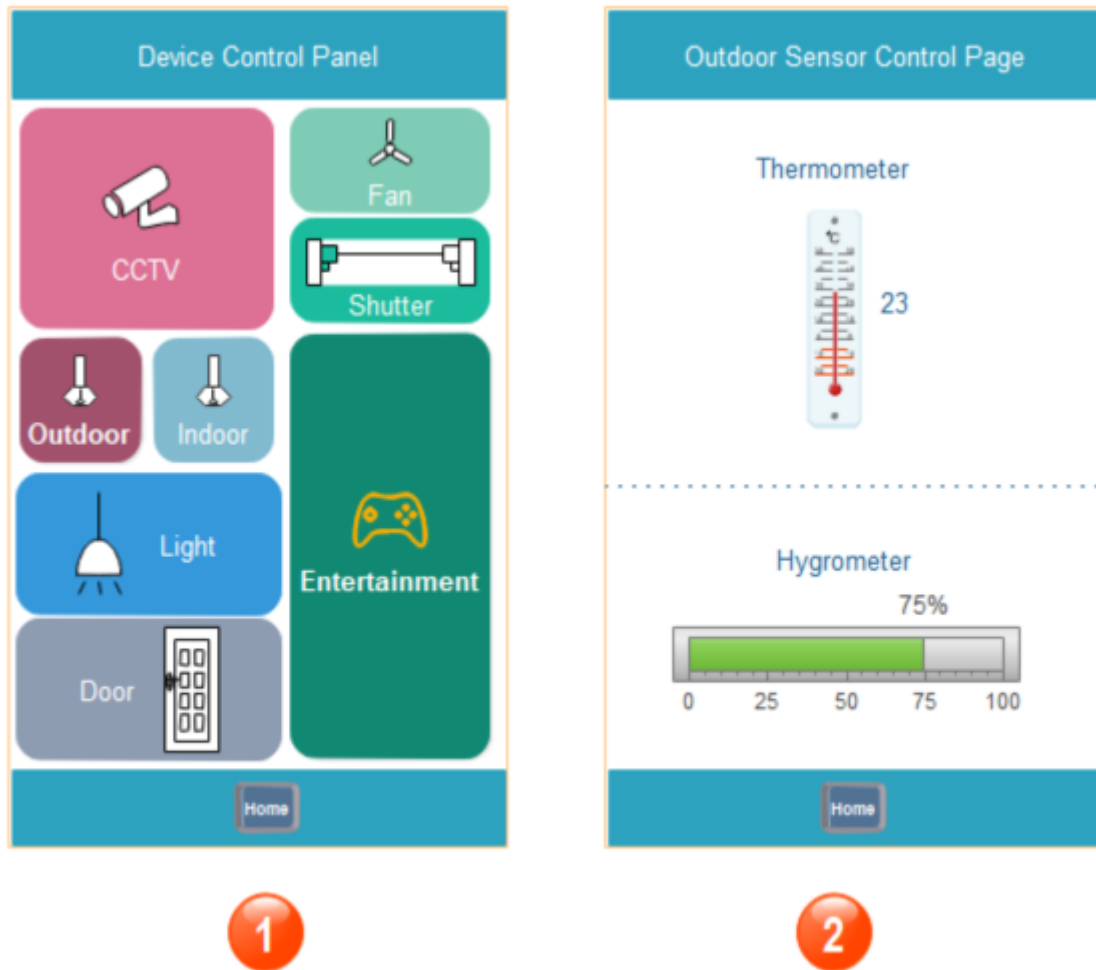 Device Control Panel
CCTV
Fan
Shutter
Outdoor
Indoor
Light
Entertainment
Door
Home
1
Outdoor Sensor Control Page
Thermometer
°C
23
Hygrometer
75%
0 25 50 75 100
Home
2